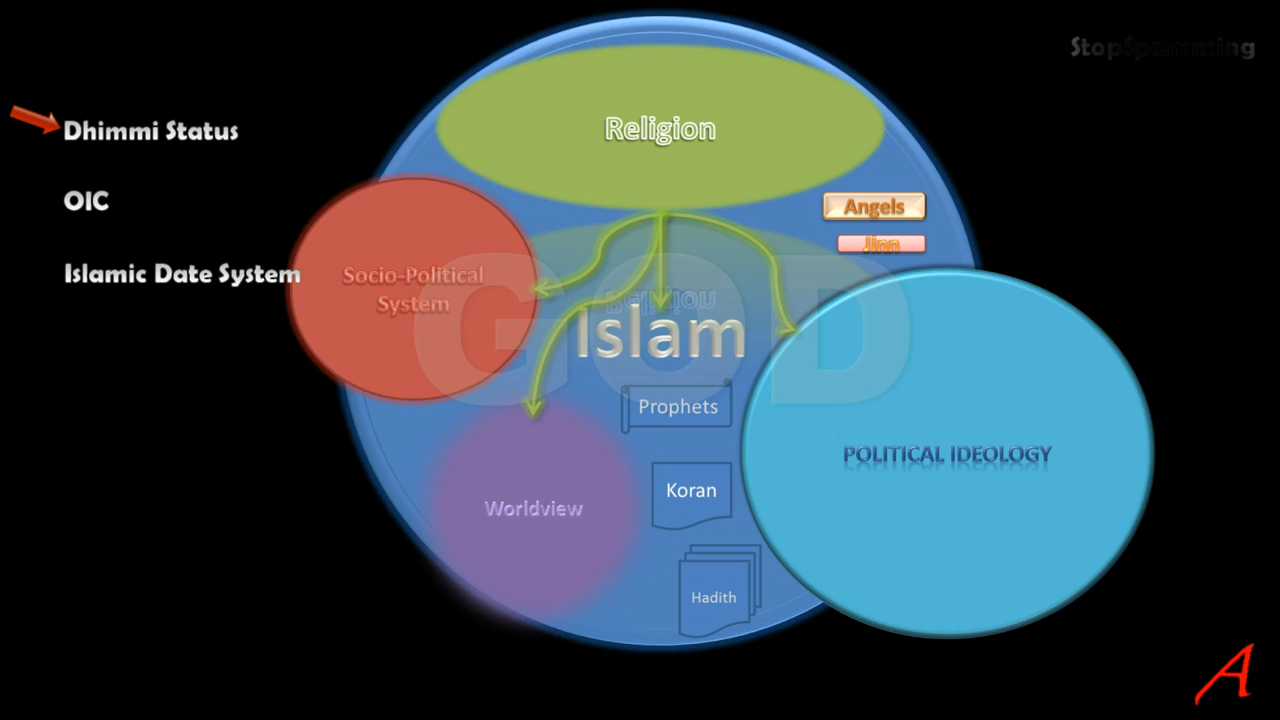 Dhimmi Status
OIC
Islamic Date System
Religion
Angels
Jinn
Socio-Political
System
GOD
Islam
Prophets
Koran
Worldview
Hadith
POLITICAL IDEOLOGY
A